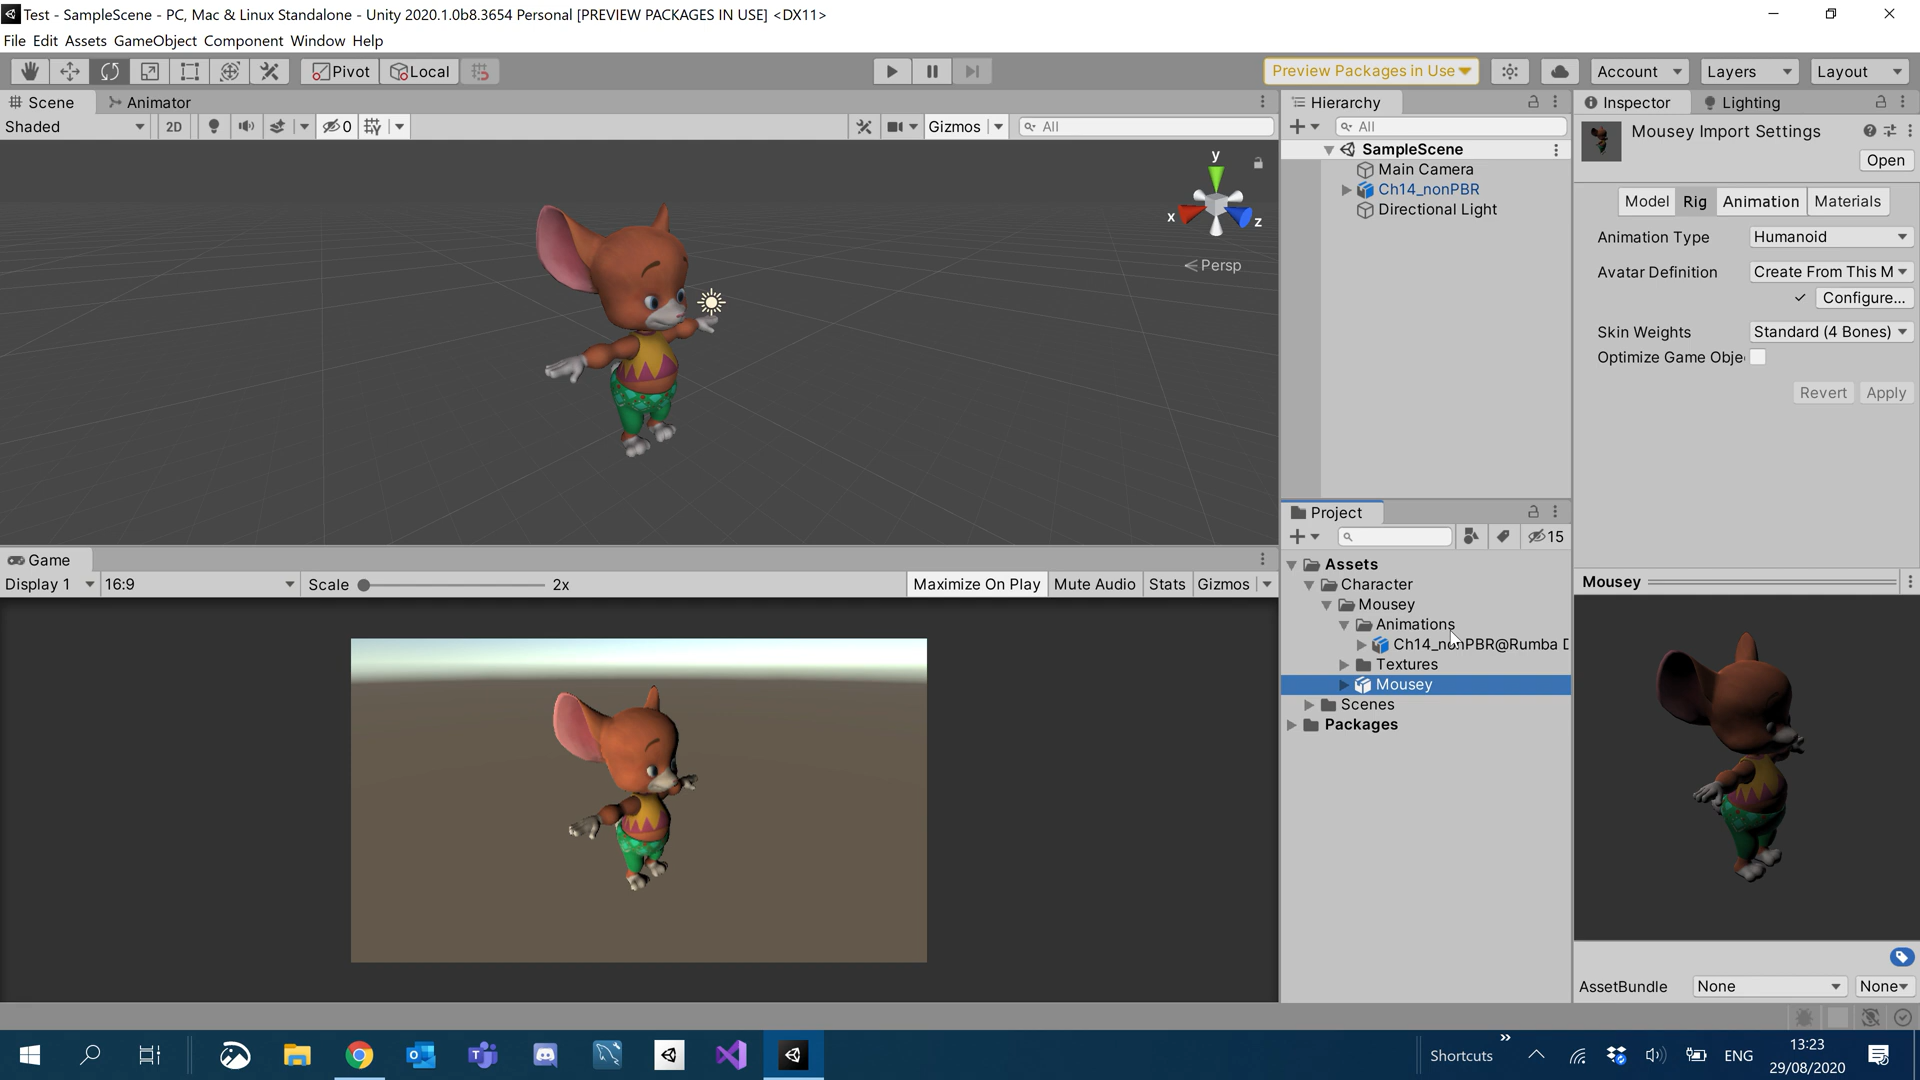 Test - SampleScene - PC, Mac & Linux Standalone - Unity 2020.1.0b8.3654 Personal [PREVIEW PACKAGES IN USE] <DX11>
File Edit Assets GameObject Component Window Help
Pivot Local Preview Packages in Use Account Layers Layout
Scene Animator
Shaded 2D 0 Gizmos All
y
x
z
Persp
Game
Display 1 16:9 Scale 2x Maximize On Play Mute Audio Stats Gizmos
Hierarchy
All
SampleScene
Main Camera
Ch14_nonPBR
Directional Light
Project
15
Assets
Character
Mousey
Animations
Ch14_nonPBR@Rumba D
Textures
Mousey
Scenes
Packages
Inspector Lighting
Mousey Import Settings
Open
Model Rig Animation Materials
Animation Type Humanoid
Avatar Definition Create From This M
Configure...
Skin Weights Standard (4 Bones)
Optimize Game Obje
Revert Apply
Mousey
AssetBundle None None
Shortcuts ENG 13:23
29/08/2020